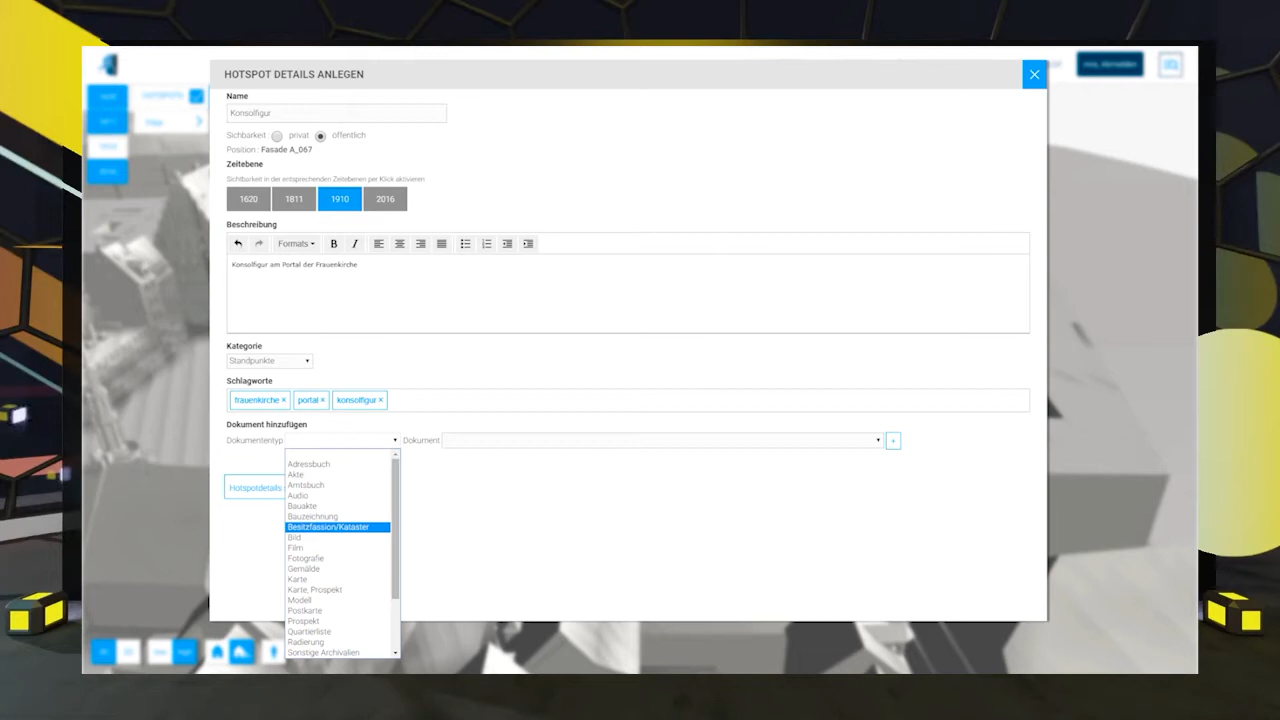 HOTSPOT DETAILS ANLEGEN
Name
Konsolfigur
Sichbarkeit : privat öffentlich
Position : Fasade A_067
Zeitebene
Sichtbarkeit in der entsprechenden Zeitebenen per Klick aktivieren
1620 1811 1910 2016
Beschreibung
Formats B I
Konsolfigur am Portal der Frauenkirche
Kategorie
Standpunkte
Schlagworte
frauenkirche × portal × konsolfigur ×
Dokument hinzufügen
Dokumententyp Dokument +
Adressbuch
Akte
Hotspotdetails
Amtsbuch
Audio
Bauakte
Bauzeichnung
Besitzfassion/Kataster
Bild
Film
Fotografie
Gemälde
Karte
Karte, Prospekt
Modell
Postkarte
Prospekt
Quartierliste
Radierung
Sonstige Archivalien